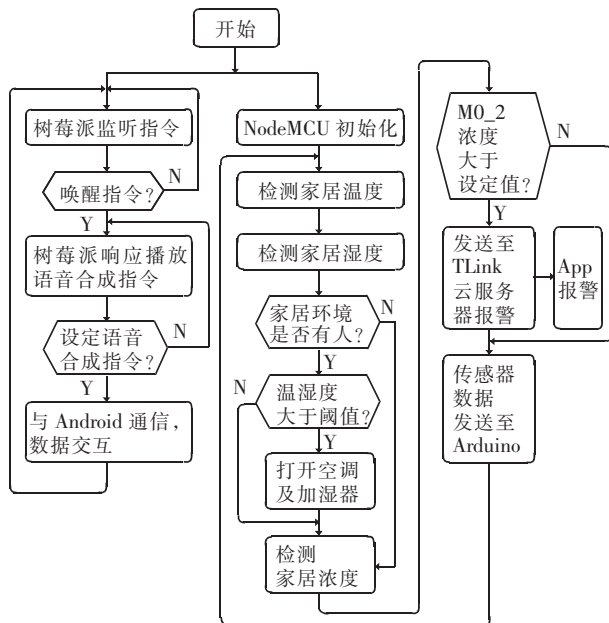 开始
树莓派监听指令
唤醒指令?
N
Y
树莓派响应播放
语音合成指令
设定语音
合成指令?
N
Y
与 Android 通信，
数据交互
NodeMCU 初始化
检测家居温度
检测家居湿度
家居环境
是否有人?
N
Y
温湿度
大于阈值?
N
Y
打开空调
及加湿器
检测
家居浓度
M0_2
浓度
大于
设定值?
N
Y
发送至
TLink
云服务
器报警
App
报警
传感器
数据
发送至
Arduino